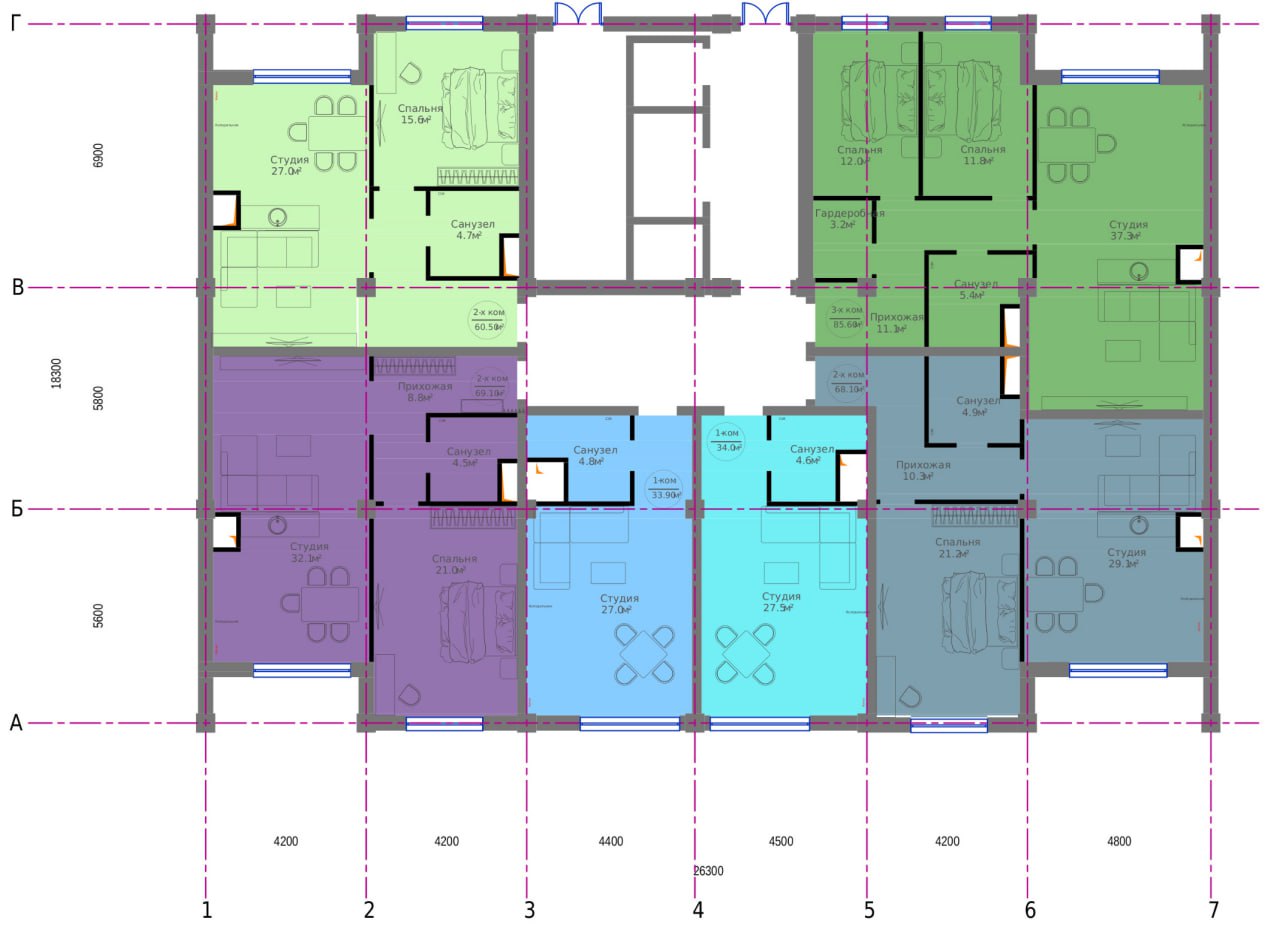 Г
В
Б
А
6900
5800
5600
18300
Студия
27.0м²
Спальня
15.6м²
Санузел
4.7м²
2-х ком
60.50м²
Спальня
12.0м²
Спальня
11.8м²
Гардеробная
3.2м²
Студия
37.3м²
Санузел
5.4м²
Прихожая
11.1м²
3-х ком
85.60м²
Прихожая
8.8м²
2-х ком
69.10м²
Санузел
4.5м²
Студия
32.1м²
Спальня
21.0м²
Санузел
4.8м²
1-ком
33.90м²
Студия
27.0м²
1-ком
34.0м²
Санузел
4.6м²
Студия
27.5м²
2-х ком
68.10м²
Санузел
4.9м²
Прихожая
10.3м²
Спальня
21.2м²
Студия
29.1м²
4200
4200
4400
4500
4200
4800
26300
1
2
3
4
5
6
7